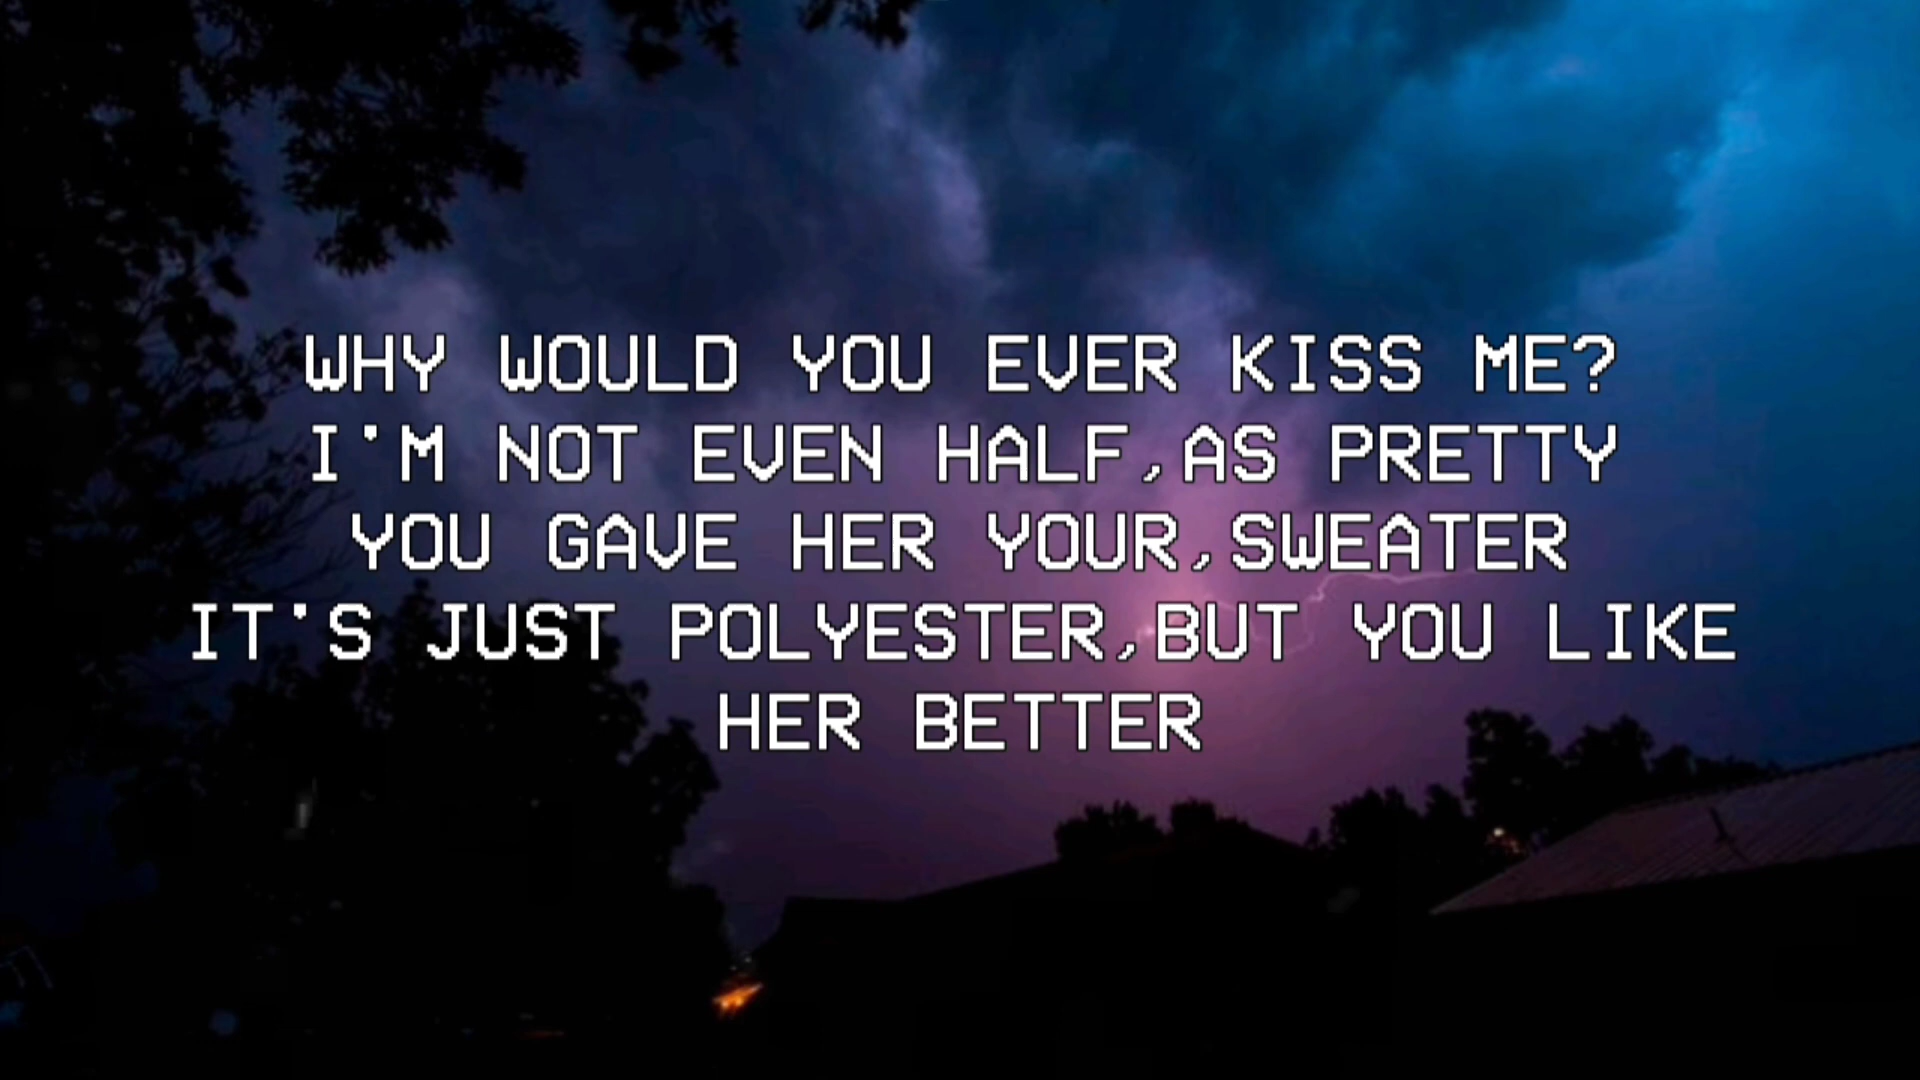 WHY WOULD YOU EVER KISS ME?
I'M NOT EVEN HALF,AS PRETTY
YOU GAVE HER YOUR,SWEATER
IT'S JUST POLYESTER,BUT YOU LIKE
HER BETTER